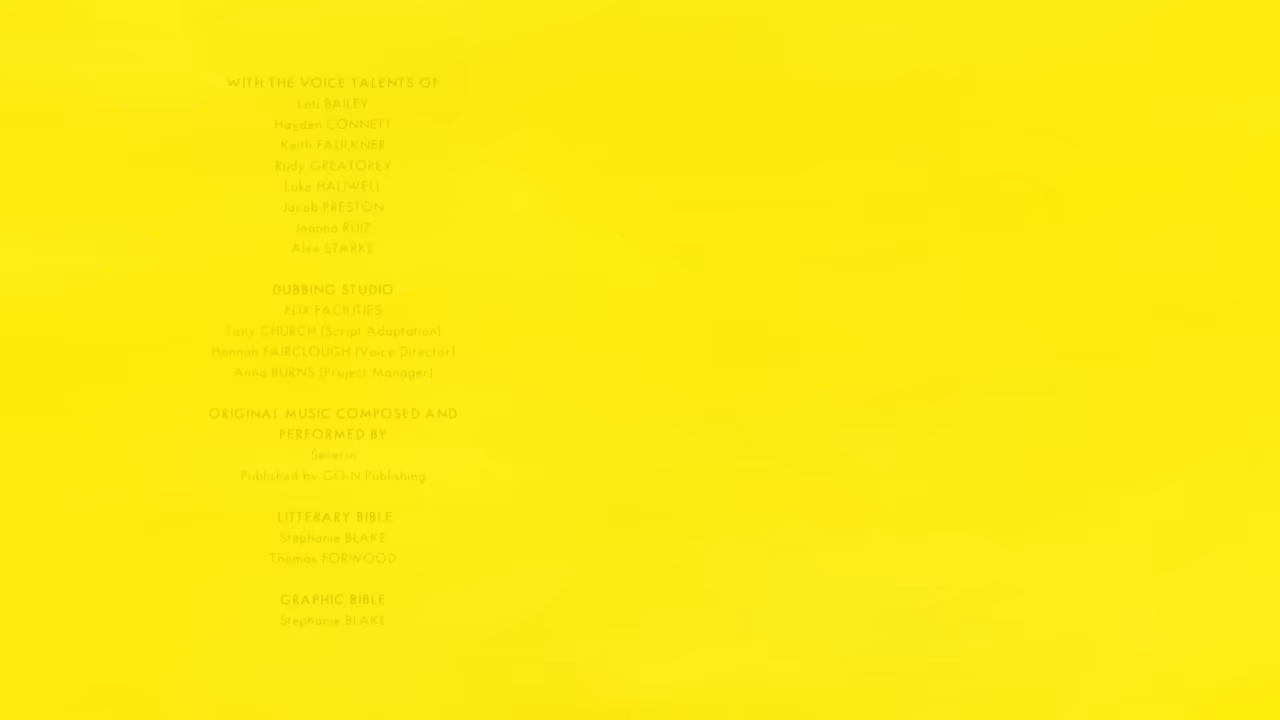 WITH THE VOICE TALENTS OF
Lori BAILEY
Hayden CONNETT
Keith FAULKNER
Rudy GREATOREX
Luke HALIWELL
Jacob PRESTON
Joanna RUIZ
Alex STARKE
DUBBING STUDIO
FLIX FACILITIES
Tony CHURCH (Script Adaptation)
Hannah FAIRCLOUGH (Voice Director)
Anna BURNS (Project Manager)
ORIGINAL MUSIC COMPOSED AND
PERFORMED BY
Séverin
Published by GO-N Publishing
LITTERARY BIBLE
Stephanie BLAKE
Thomas FORWOOD
GRAPHIC BIBLE
Stephanie BLAKE